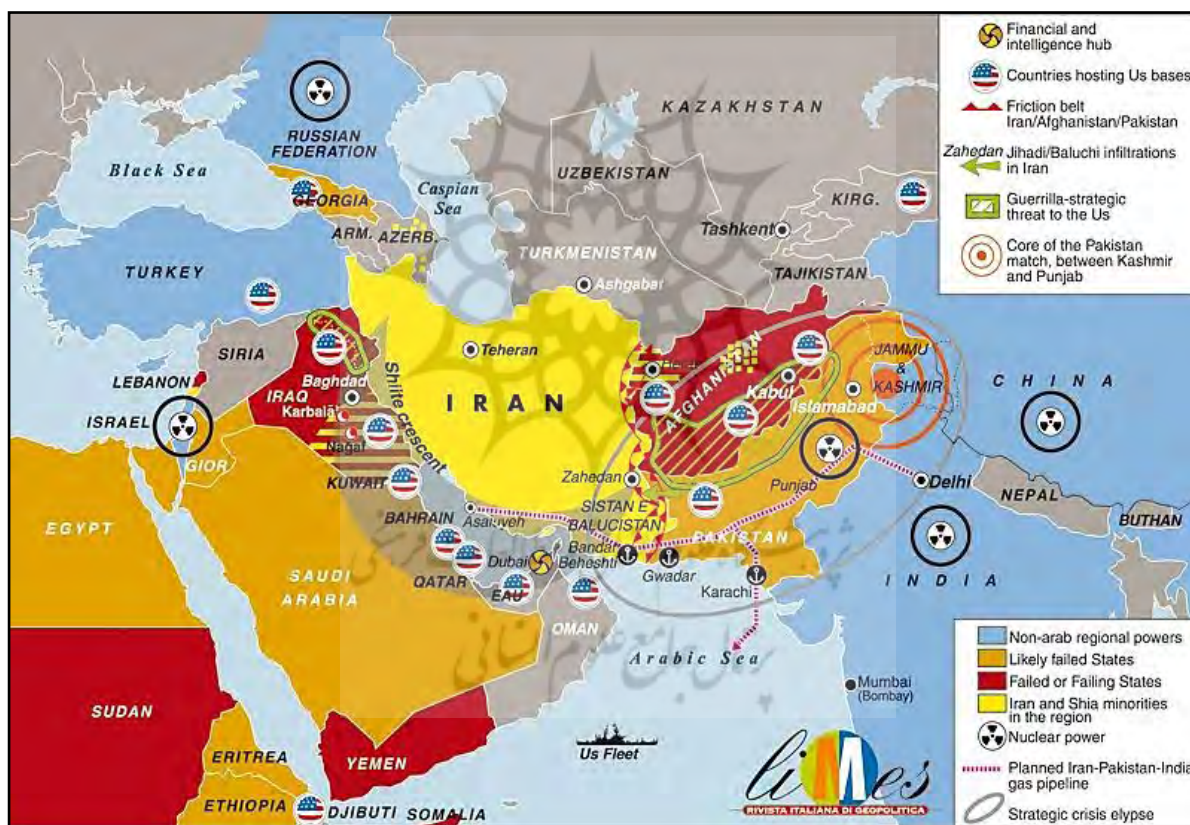 Financial and
intelligence hub
Countries hosting Us bases
Friction belt
Iran/Afghanistan/Pakistan
Zahedan
Jihadi/Baluchi infiltrations
in Iran
Guerrilla-strategic
threat to the Us
Core of the Pakistan
match, between Kashmir
and Punjab
KAZAKHSTAN
RUSSIAN
FEDERATION
Black Sea
Caspian
Sea
UZBEKISTAN
GEORGIA
KIRG.
ARM.
AZERB.
Tashkent
TURKMENISTAN
TURKEY
TAJIKISTAN
Ashgabat
SYRIA
Teheran
Herat
AFGHANISTAN
JAMMU
&
KASHMIR
CHINA
LEBANON
Baghdad
IRAQ
Karbala
Shiite crescent
IRAN
Kabul
Islamabad
ISRAEL
Nagaf
GIOR.
Zahedan
Punjab
Delhi
KUWAIT
NEPAL
SISTAN E
BALUCISTAN
BUTHAN
EGYPT
BAHRAIN
Asaluyeh
PAKISTAN
SAUDI
ARABIA
Dubai
Bandar
Beheshti
Gwadar
Karachi
INDIA
QATAR
EAU
OMAN
Arabic Sea
Mumbai
(Bombay)
SUDAN
Us Fleet
YEMEN
ERITREA
ETHIOPIA
DJIBUTI
SOMALIA
liMes
RIVISTA ITALIANA DI GEOPOLITICA
Non-arab regional powers
Likely failed States
Failed or Failing States
Iran and Shia minorities
in the region
Nuclear power
Planned Iran-Pakistan-India
gas pipeline
Strategic crisis elypse